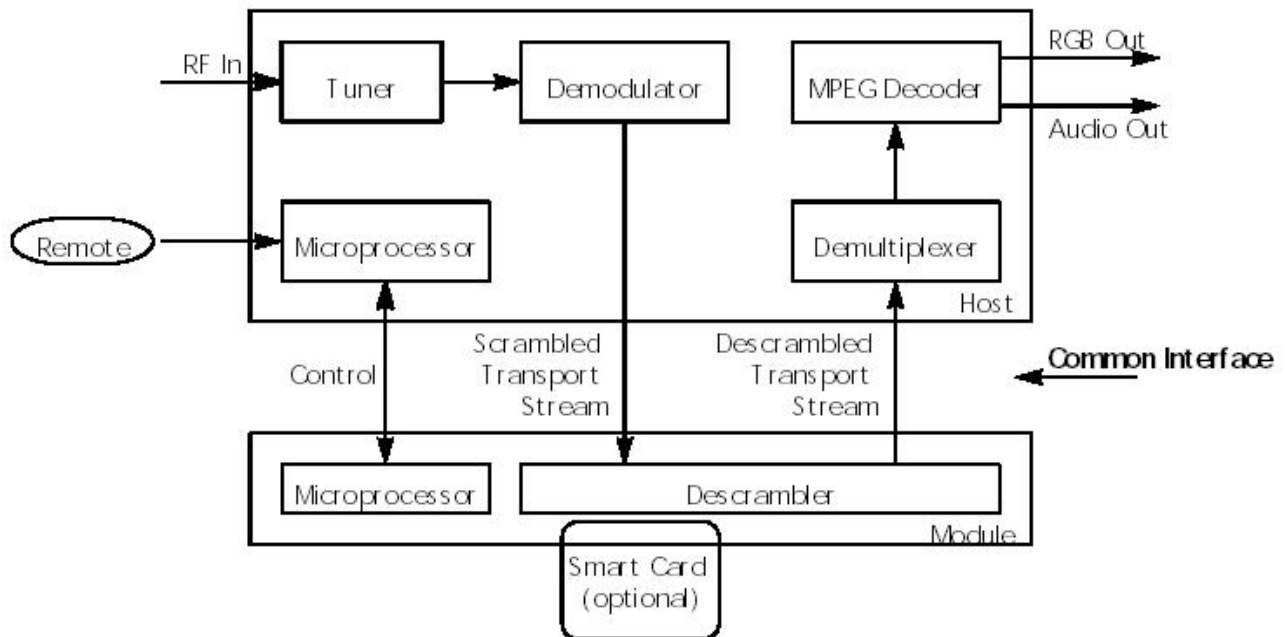 RF In
Tuner
Demodulator
MPEG Decoder
RGB Out
Audio Out
Remote
Microprocessor
Demultiplexer
Host
Control
Scrambled
Transport
Stream
Descrambled
Transport
Stream
Common Interface
Microprocessor
Descrambler
Module
Smart Card
(optional)